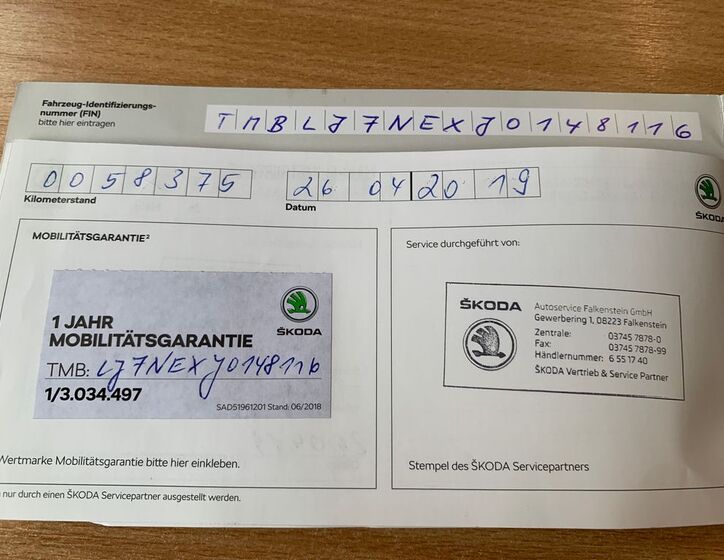 Fahrzeug-Identifizierungs-
nummer (FIN)
bitte hier eintragen
TMBLJ7NEXJ0148116
0058375
Kilometerstand
26 04 20 19
Datum
MOBILITÄTSGARANTIE²
1 JAHR
MOBILITÄTSGARANTIE
ŠKODA
TMB: LJ7NEXJ0148116
1/3.034.497
SAD51961201 Stand: 06/2018
Wertmarke Mobilitätsgarantie bitte hier einkleben.
nur durch einen ŠKODA Servicepartner ausgestellt werden.
ŠKODA
Service durchgeführt von:
ŠKODA
Autoservice Falkenstein GmbH
Gewerbering 1, 08223 Falkenstein
Zentrale: 03745 7878-0
Fax: 03745 7878-99
Händlernummer: 6 55 17 40
ŠKODA Vertrieb & Service Partner
Stempel des ŠKODA Servicepartners